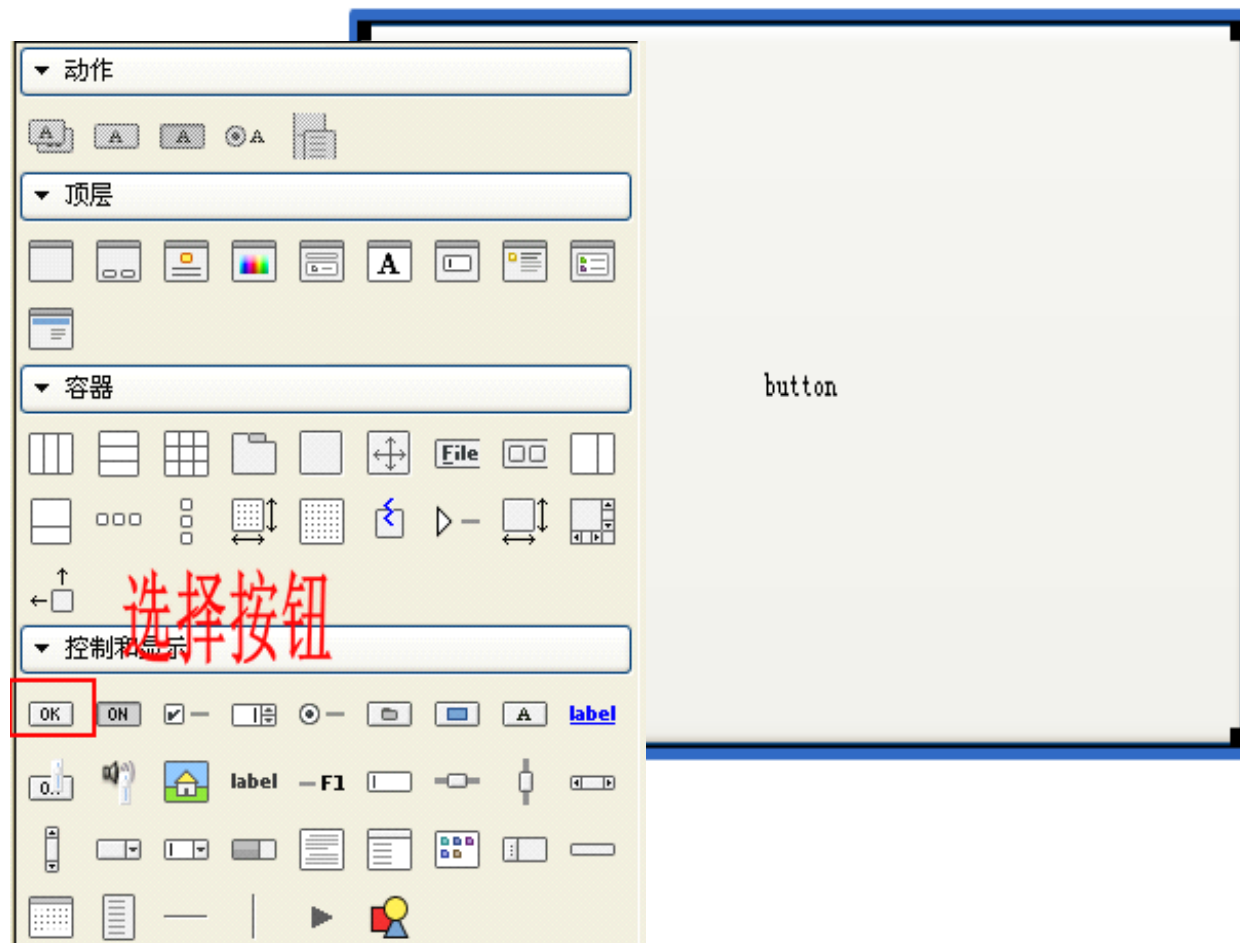 动作
A A A A
顶层
A
容器
File
选择按钮
控制和显示
OK ON A label
0.. label F1
button